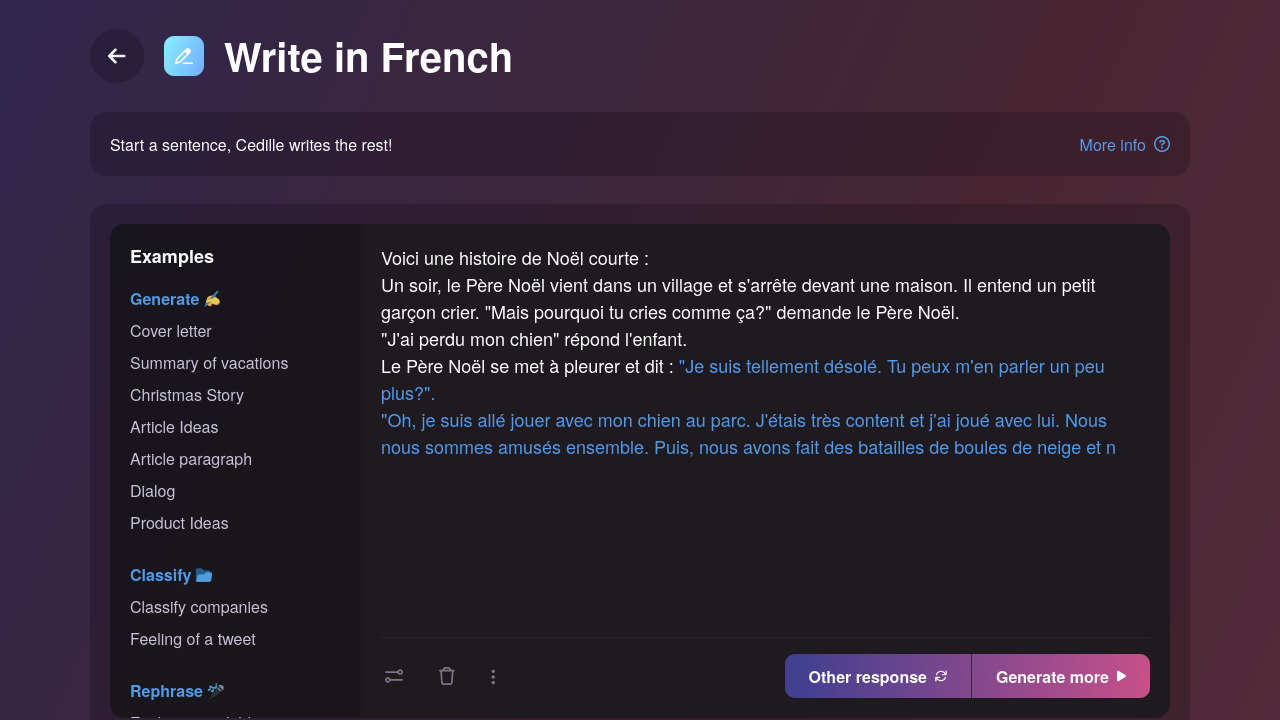 Write in French
Start a sentence, Cedille writes the rest!
More info
Examples
Generate ✍️
Cover letter
Summary of vacations
Christmas Story
Article Ideas
Article paragraph
Dialog
Product Ideas
Classify 📂
Classify companies
Feeling of a tweet
Rephrase
Voici une histoire de Noël courte :
Un soir, le Père Noël vient dans un village et s'arrête devant une maison. Il entend un petit
garçon crier. "Mais pourquoi tu cries comme ça?" demande le Père Noël.
"J'ai perdu mon chien" répond l'enfant.
Le Père Noël se met à pleurer et dit : "Je suis tellement désolé. Tu peux m'en parler un peu
plus?".
"Oh, je suis allé jouer avec mon chien au parc. J'étais très content et j'ai joué avec lui. Nous
nous sommes amusés ensemble. Puis, nous avons fait des batailles de boules de neige et n
Other response
Generate more